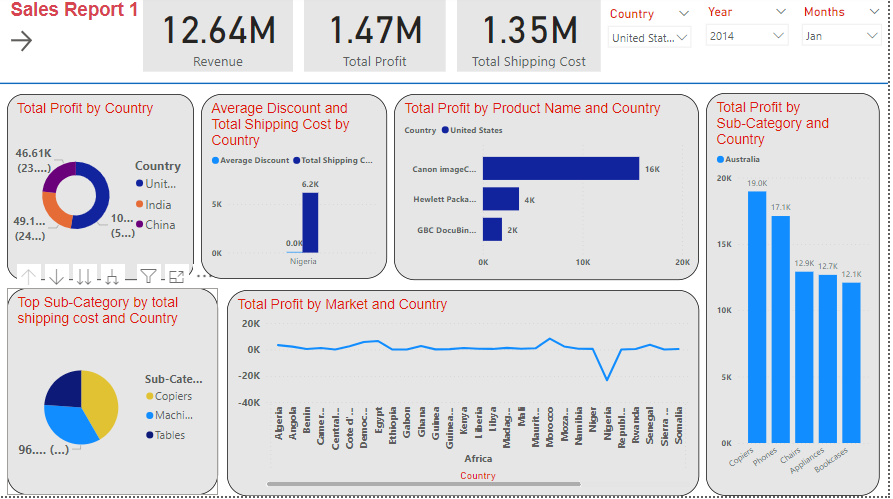 Sales Report 1
12.64M
Revenue
1.47M
Total Profit
1.35M
Total Shipping Cost
Country
United Stat...
Year
2014
Months
Jan
Total Profit by Country
46.61K
(23....)
49.1...
(24...)
10...
(5...)
Country
Unit...
India
China
Average Discount and
Total Shipping Cost by
Country
Average Discount
Total Shipping C...
5K
0K
0.0K
6.2K
Nigeria
Total Profit by Product Name and Country
Country
United States
Canon imageC...
Hewlett Packa...
GBC DocuBin...
16K
4K
2K
0K
10K
20K
Total Profit by
Sub-Category and
Country
Australia
20K
15K
10K
5K
0K
19.0K
17.1K
12.9K
12.7K
12.1K
Copiers
Phones
Chairs
Appliances
Bookcases
Top Sub-Category by total
shipping cost and Country
Sub-Cate...
Copiers
Machi...
Tables
96.... (...)
Total Profit by Market and Country
20K
0K
-20K
-40K
Algeria
Angola
Benin
Camer...
Central...
Cote d'...
Democ...
Egypt
Ethiopia
Gabon
Ghana
Guinea
Guinea...
Kenya
Liberia
Libya
Madag...
Mali
Maurit...
Morocco
Moza...
Namibia
Niger
Nigeria
Republ...
Rwanda
Senegal
Sierra ...
Somalia
Africa
Country